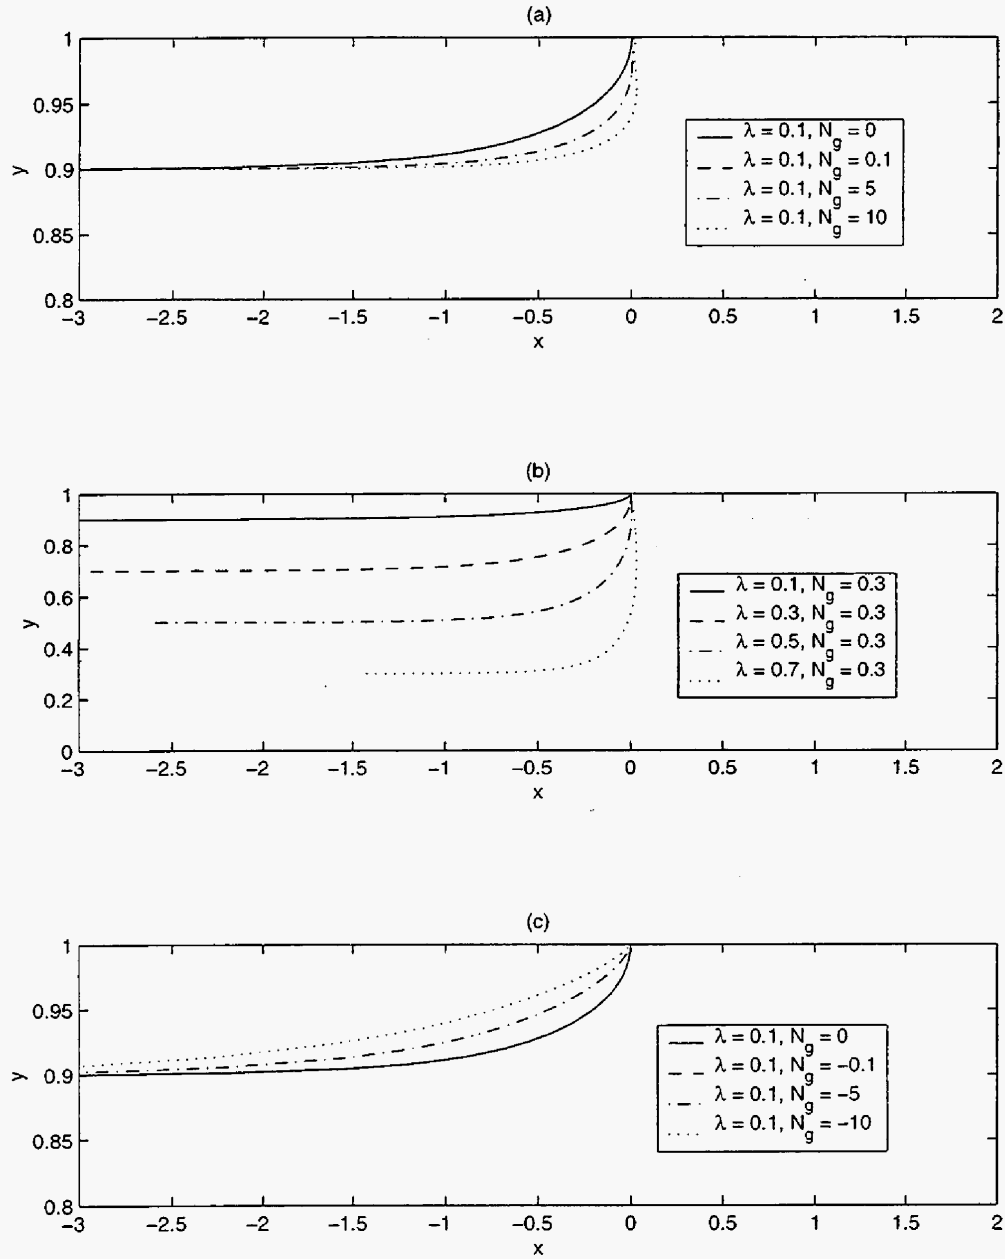 (a)
1
0.95
0.9
0.85
0.8
y
λ = 0.1, N_g = 0
λ = 0.1, N_g = 0.1
λ = 0.1, N_g = 5
λ = 0.1, N_g = 10
−3 −2.5 −2 −1.5 −1 −0.5 0 0.5 1 1.5 2
x
(b)
1
0.8
0.6
0.4
0.2
0
y
λ = 0.1, N_g = 0.3
λ = 0.3, N_g = 0.3
λ = 0.5, N_g = 0.3
λ = 0.7, N_g = 0.3
−3 −2.5 −2 −1.5 −1 −0.5 0 0.5 1 1.5 2
x
(c)
1
0.95
0.9
0.85
0.8
y
λ = 0.1, N_g = 0
λ = 0.1, N_g = −0.1
λ = 0.1, N_g = −5
λ = 0.1, N_g = −10
−3 −2.5 −2 −1.5 −1 −0.5 0 0.5 1 1.5 2
x